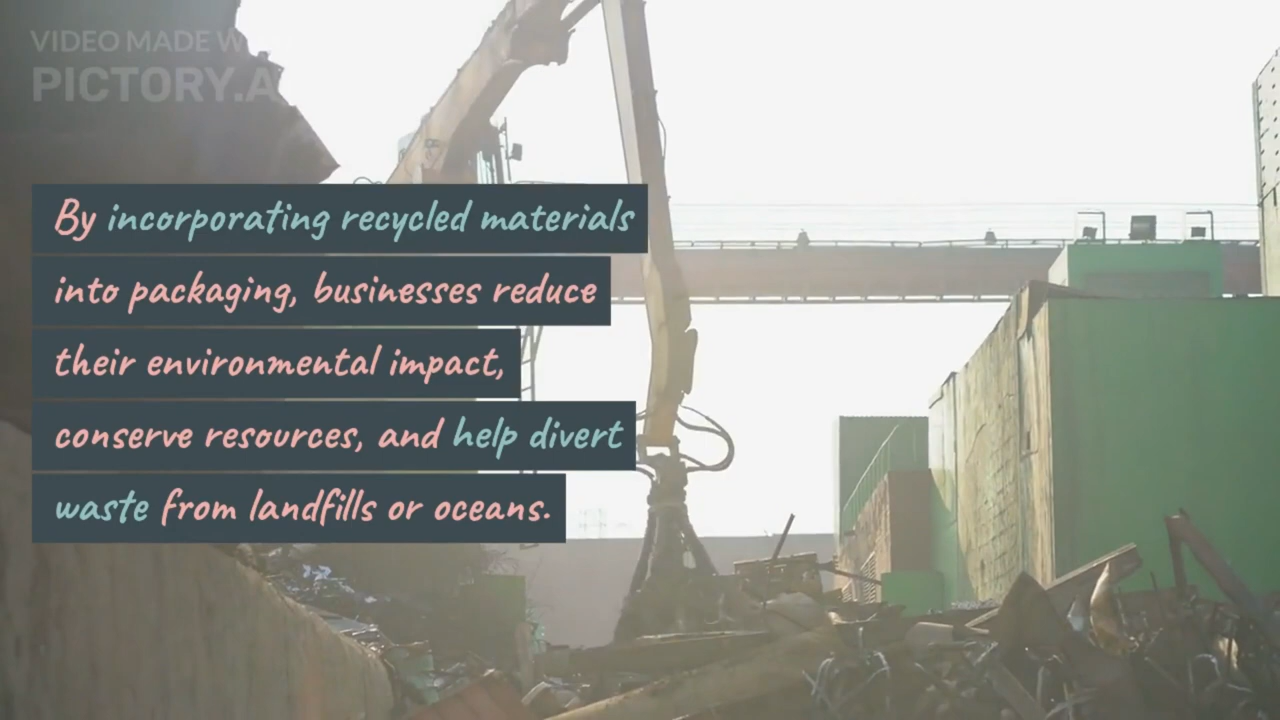 VIDEO MADE
PICTORY.A
By incorporating recycled materials
into packaging, businesses reduce
their environmental impact,
conserve resources, and help divert
waste from landfills or oceans.